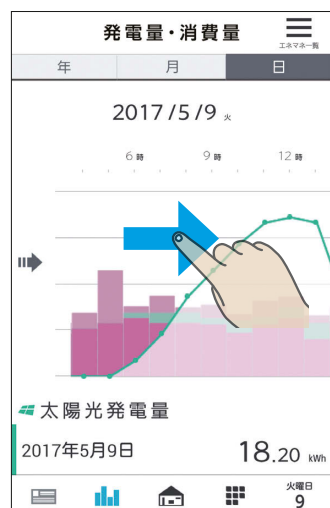 発電量・消費量
エネマネ一覧
年 月 日
2017/5/9 火
6時 9時 12時
太陽光発電量
2017年5月9日 18.20 kWh
火曜日
9